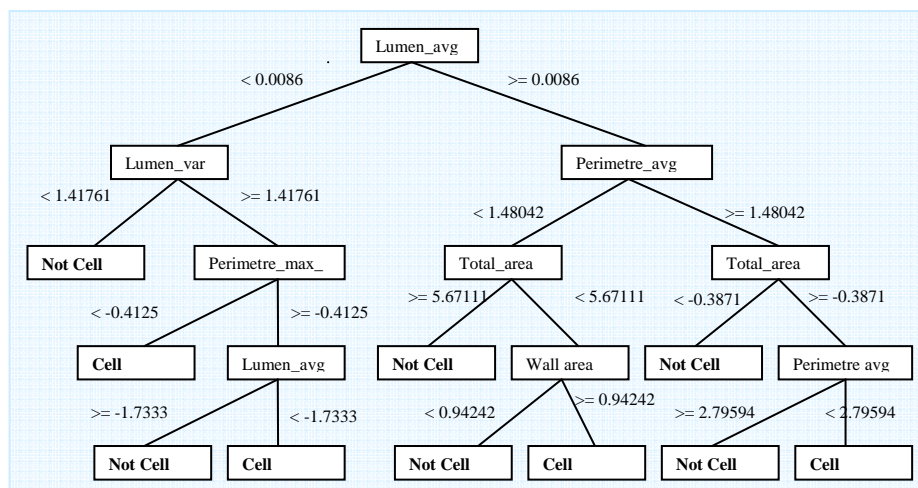 Lumen_avg
< 0.0086
>= 0.0086
Lumen_var
Perimetre_avg
< 1.41761
>= 1.41761
< 1.48042
>= 1.48042
Not Cell
Perimetre_max_
Total_area
Total_area
< -0.4125
>= -0.4125
>= 5.67111
< 5.67111
< -0.3871
>= -0.3871
Cell
Lumen_avg
Not Cell
Wall area
Not Cell
Perimetre avg
>= -1.7333
< -1.7333
< 0.94242
>= 0.94242
>= 2.79594
< 2.79594
Not Cell
Cell
Not Cell
Cell
Not Cell
Cell